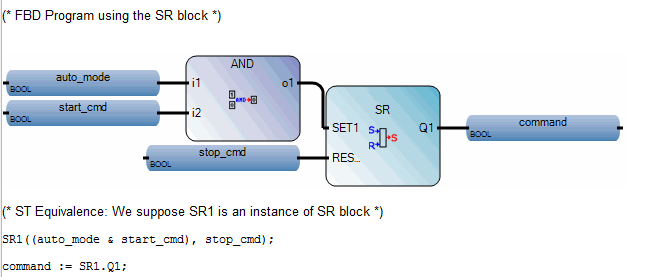 (* FBD Program using the SR block *)
AND
auto_mode
BOOL
i1
o1
start_cmd
BOOL
i2
SR
SET1
Q1
command
BOOL
stop_cmd
BOOL
RES...
S
R
S
AND
(* ST Equivalence: We suppose SR1 is an instance of SR block *)
SR1((auto_mode & start_cmd), stop_cmd);
command := SR1.Q1;